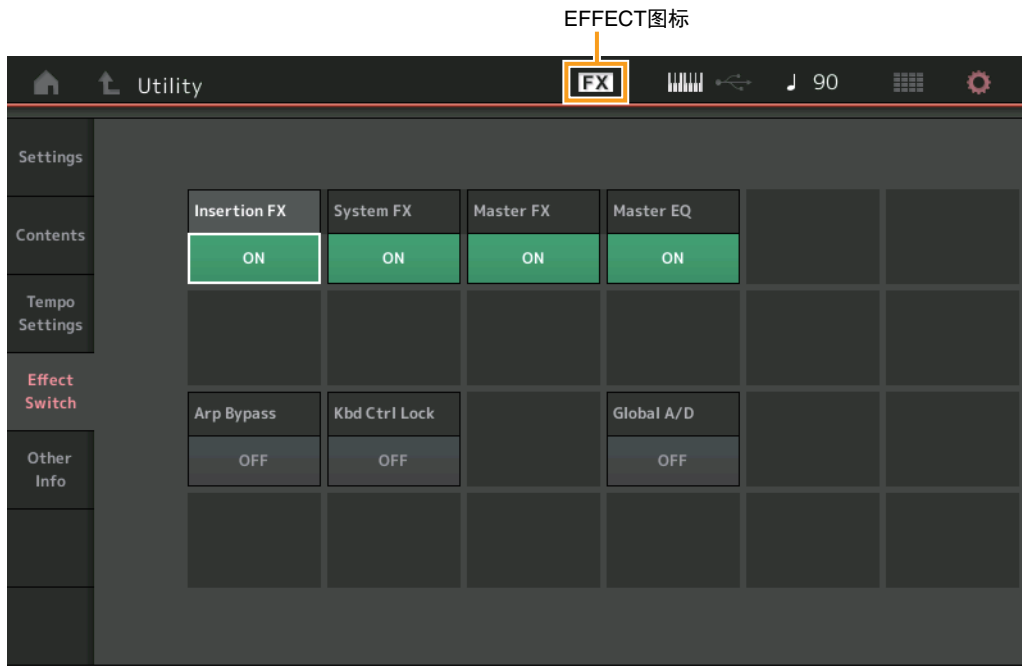 EFFECT图标
Utility
FX
90
Settings
Contents
Tempo
Settings
Effect
Switch
Other
Info
Insertion FX
System FX
Master FX
Master EQ
ON
ON
ON
ON
Arp Bypass
Kbd Ctrl Lock
Global A/D
OFF
OFF
OFF